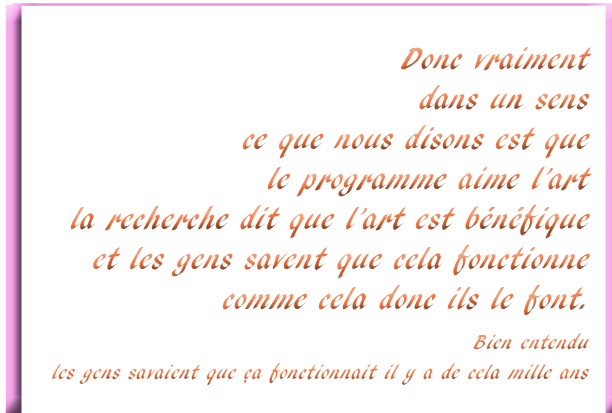 Donc vraiment
dans un sens
ce que nous disons est que
le programme aime l'art
la recherche dit que l'art est bénéfique
et les gens savent que cela fonctionne
comme cela donc ils le font.
Bien entendu
les gens savaient que ça fonctionnait il y a de cela mille ans